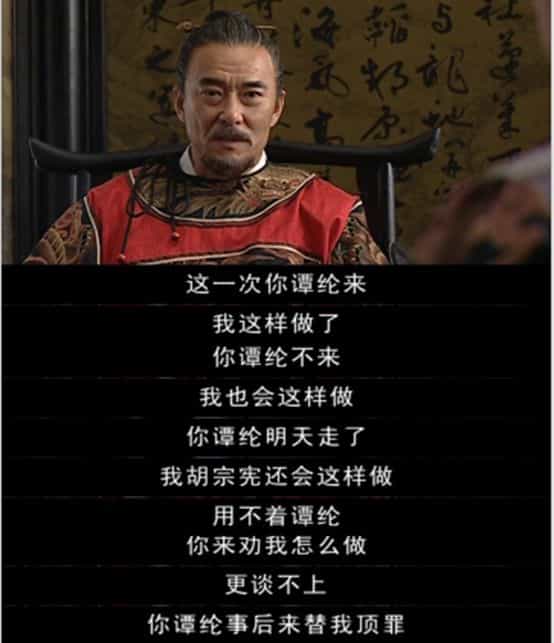 这一次你谭纶来
我这样做了
你谭纶不来
我也会这样做
你谭纶明天走了
我胡宗宪还会这样做
用不着谭纶
你来劝我怎么做
更谈不上
你谭纶事后来替我顶罪